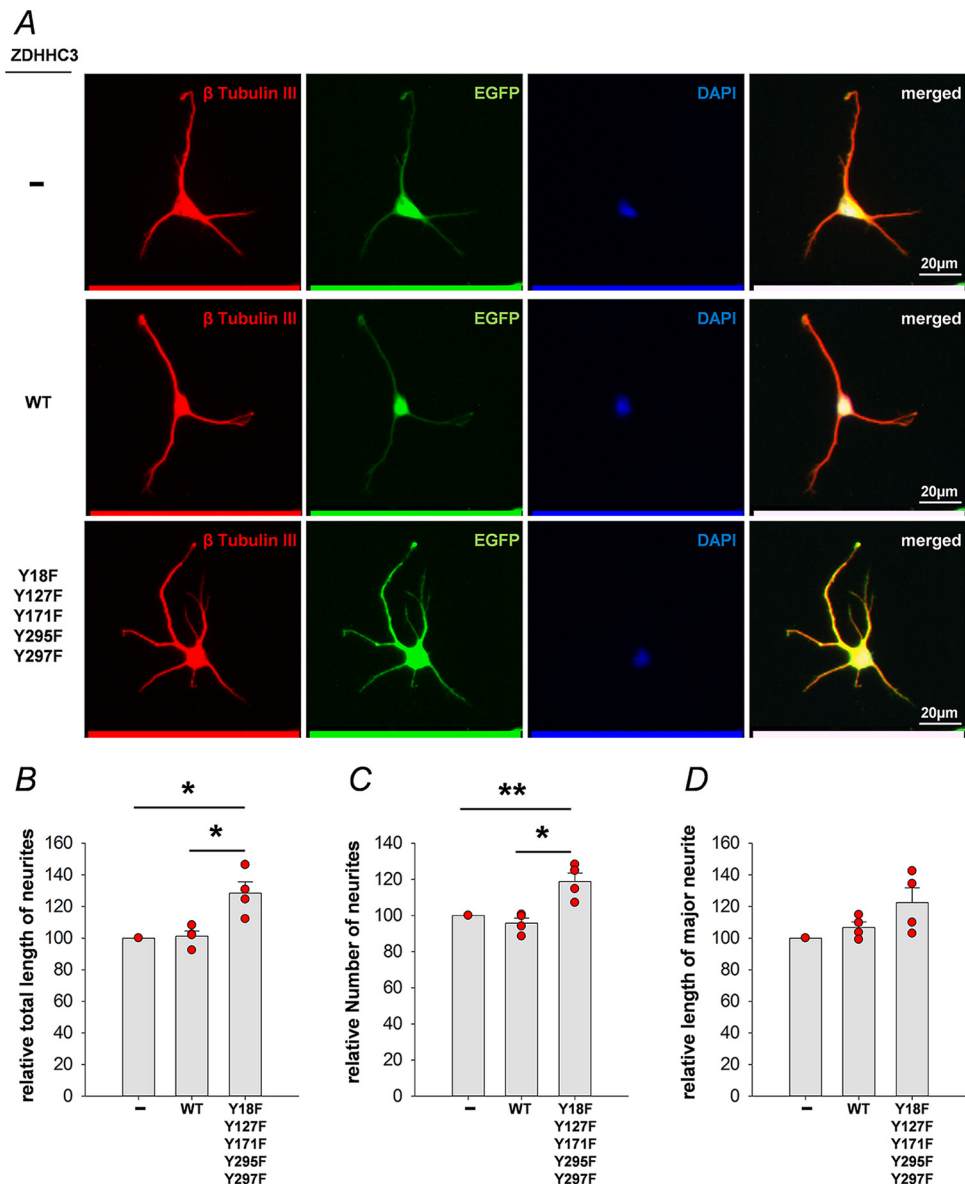 A
ZDHHC3
β Tubulin III EGFP DAPI merged
–
20µm
β Tubulin III EGFP DAPI merged
WT
20µm
β Tubulin III EGFP DAPI merged
Y18F
Y127F
Y171F
Y295F
Y297F
20µm
B
*
*
relative total length of neurites
160
140
120
100
80
60
40
20
0
– WT Y18F
Y127F
Y171F
Y295F
Y297F
C
**
*
relative Number of neurites
140
120
100
80
60
40
20
0
– WT Y18F
Y127F
Y171F
Y295F
Y297F
D
relative length of major neurite
160
140
120
100
80
60
40
20
0
– WT Y18F
Y127F
Y171F
Y295F
Y297F